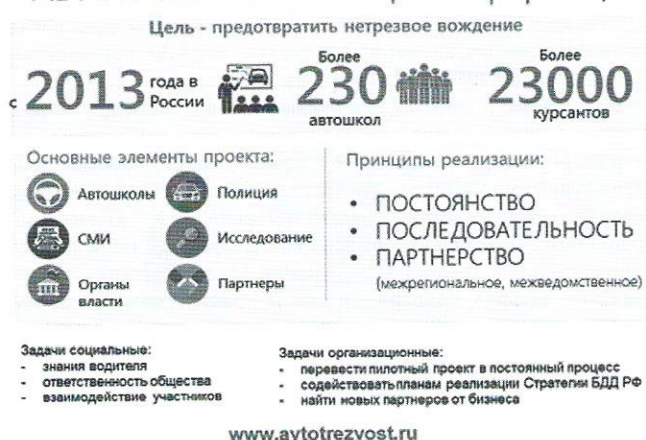 Цель - предотвратить нетрезвое вождение
с 2013 года в России
Более 230 автошкол
Более 23000 курсантов
Основные элементы проекта:
Автошколы
Полиция
СМИ
Исследование
Органы власти
Партнеры
Принципы реализации:
• ПОСТОЯНСТВО
• ПОСЛЕДОВАТЕЛЬНОСТЬ
• ПАРТНЕРСТВО
(межрегиональное, межведомственное)
Задачи социальные:
- знания водителя
- ответственность общества
- взаимодействие участников
Задачи организационные:
- перевести пилотный проект в постоянный процесс
- содействовать планам реализации Стратегии БДД РФ
- найти новых партнеров от бизнеса
www.avtotrezvost.ru